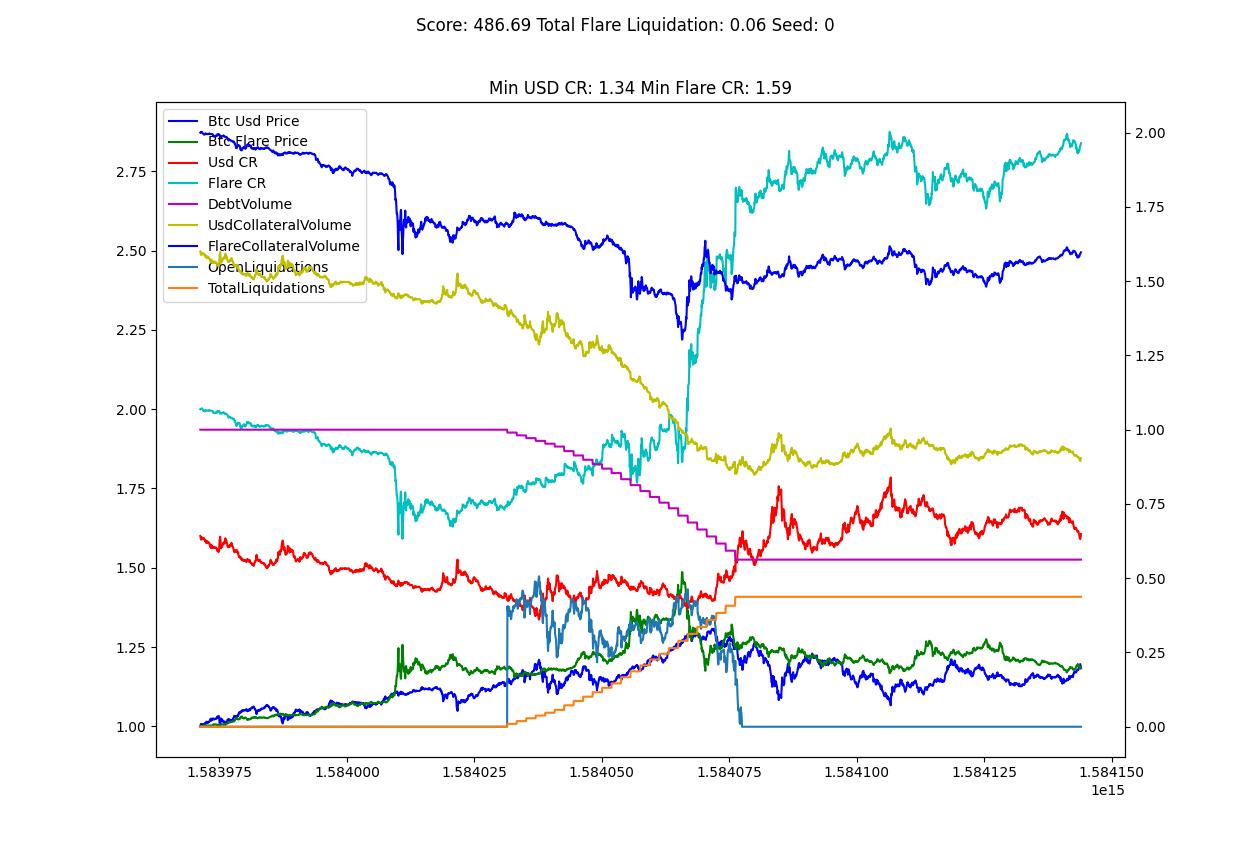 Score: 486.69 Total Flare Liquidation: 0.06 Seed: 0
Min USD CR: 1.34 Min Flare CR: 1.59
Btc Usd Price
Btc Flare Price
Usd CR
Flare CR
DebtVolume
UsdCollateralVolume
FlareCollateralVolume
OpenLiquidations
TotalLiquidations
2.75
2.50
2.25
2.00
1.75
1.50
1.25
1.00
2.00
1.75
1.50
1.25
1.00
0.75
0.50
0.25
0.00
1.583975 1.584000 1.584025 1.584050 1.584075 1.584100 1.584125 1.584150
1e15